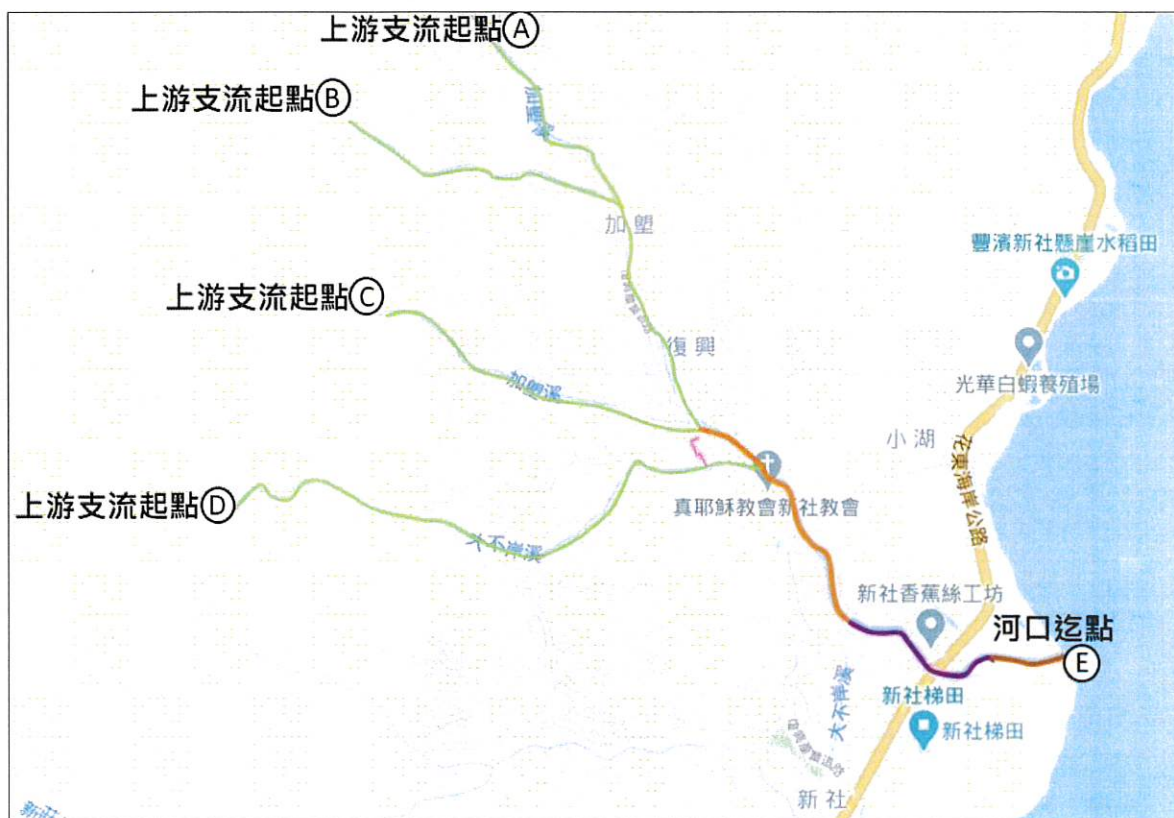 上游支流起點Ⓐ
上游支流起點Ⓑ
加塱
豐濱新社懸崖水稻田
上游支流起點Ⓒ
復興
光華白蝦養殖場
加塱溪
小湖
花東海岸公路
上游支流起點Ⓓ
真耶穌教會新社教會
大不岸溪
新社香蕉絲工坊
河口迄點
Ⓔ
大不岸溪
新社梯田
新社梯田
新社